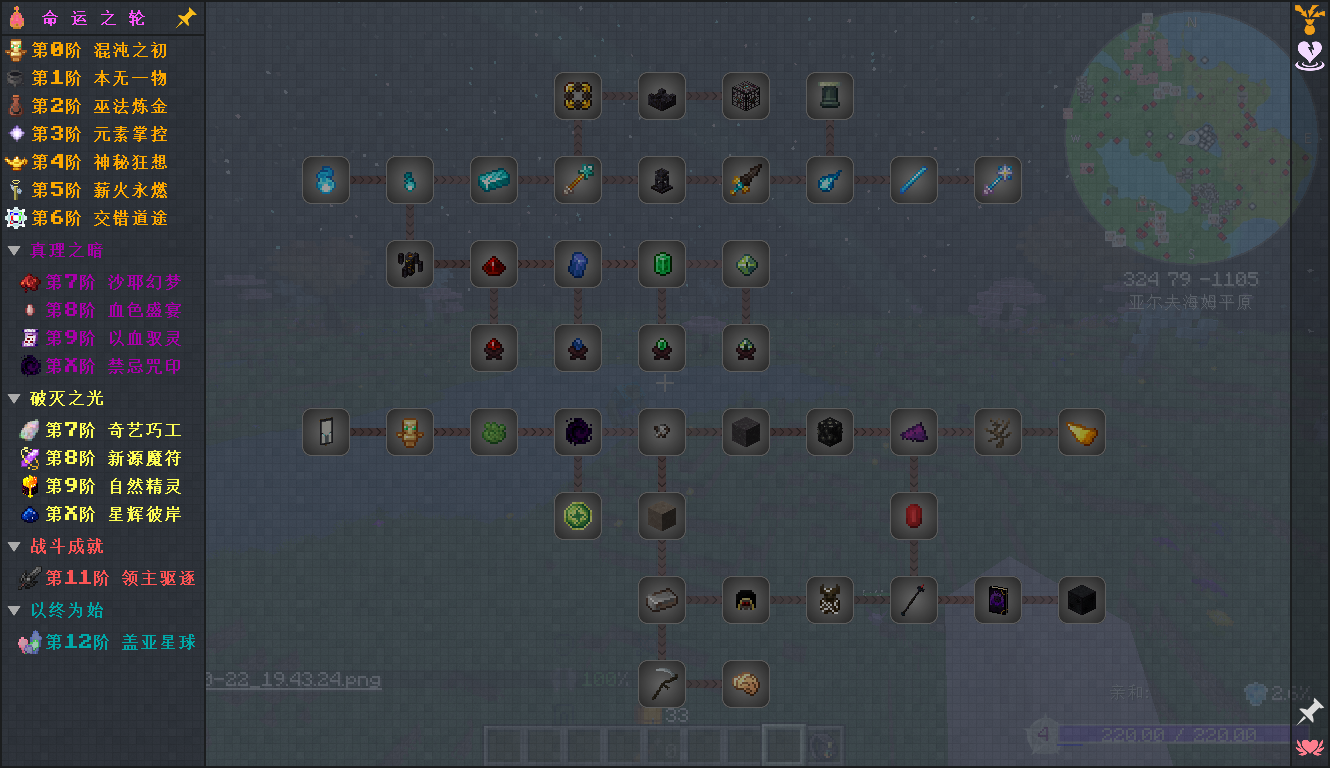 命运之轮
第0阶 混沌之初
第1阶 本无一物
第2阶 巫法炼金
第3阶 元素掌控
第4阶 神秘狂想
第5阶 薪火永燃
第6阶 交错道途
真理之暗
第7阶 沙耶幻梦
第8阶 血色盛宴
第9阶 以血驭灵
第X阶 禁忌咒印
破灭之光
第7阶 奇艺巧工
第8阶 新源魔符
第9阶 自然精灵
第X阶 星辉彼岸
战斗成就
第11阶 领主驱逐
以终为始
第12阶 盖亚星球
N
W
E
S
324 79 -1105
亚尔夫海姆平原
-22_19.43.24.png
100%
33
亲和:
2.6%
4
220.00 / 220.00